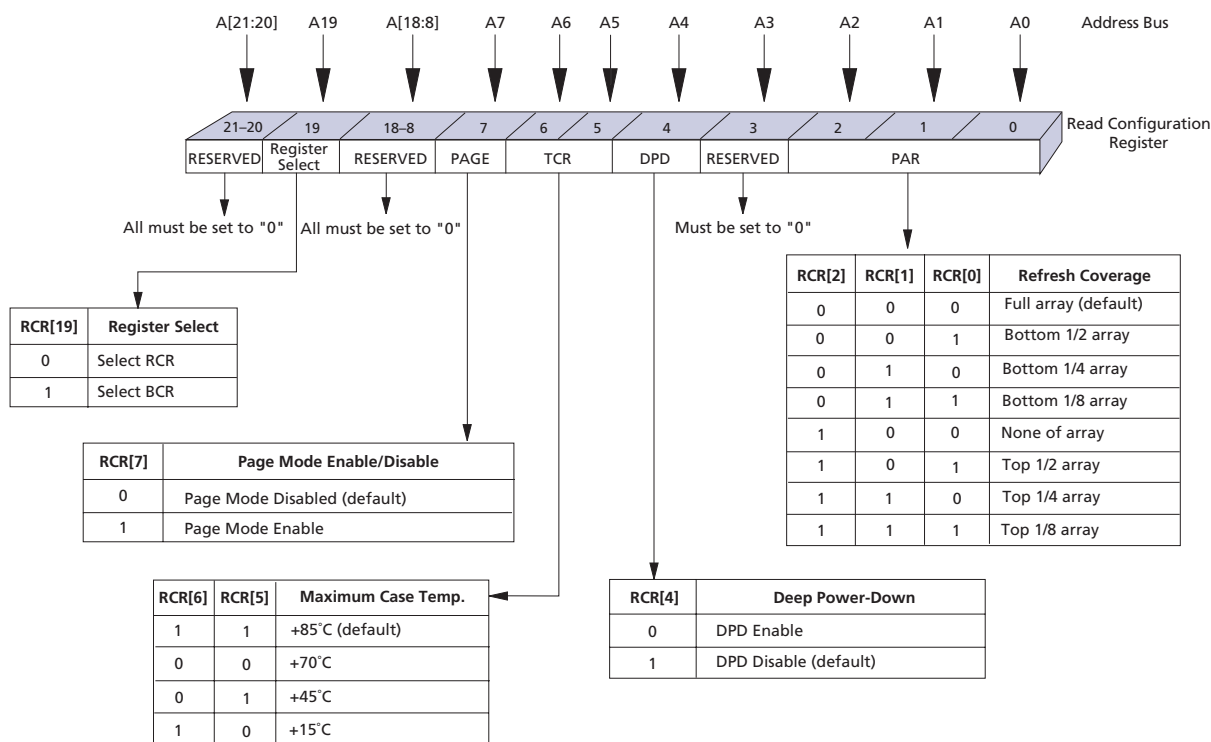 A[21:20] A19 A[18:8] A7 A6 A5 A4 A3 A2 A1 A0 Address Bus
21–20 19 18–8 7 6 5 4 3 2 1 0
Read Configuration
Register
RESERVED Register Select RESERVED PAGE TCR DPD RESERVED PAR
All must be set to "0" All must be set to "0" Must be set to "0"
RCR[19] Register Select
0 Select RCR
1 Select BCR
RCR[2] RCR[1] RCR[0] Refresh Coverage
0 0 0 Full array (default)
0 0 1 Bottom 1/2 array
0 1 0 Bottom 1/4 array
0 1 1 Bottom 1/8 array
1 0 0 None of array
1 0 1 Top 1/2 array
1 1 0 Top 1/4 array
1 1 1 Top 1/8 array
RCR[7] Page Mode Enable/Disable
0 Page Mode Disabled (default)
1 Page Mode Enable
RCR[6] RCR[5] Maximum Case Temp.
1 1 +85˚C (default)
0 0 +70˚C
0 1 +45˚C
1 0 +15˚C
RCR[4] Deep Power-Down
0 DPD Enable
1 DPD Disable (default)